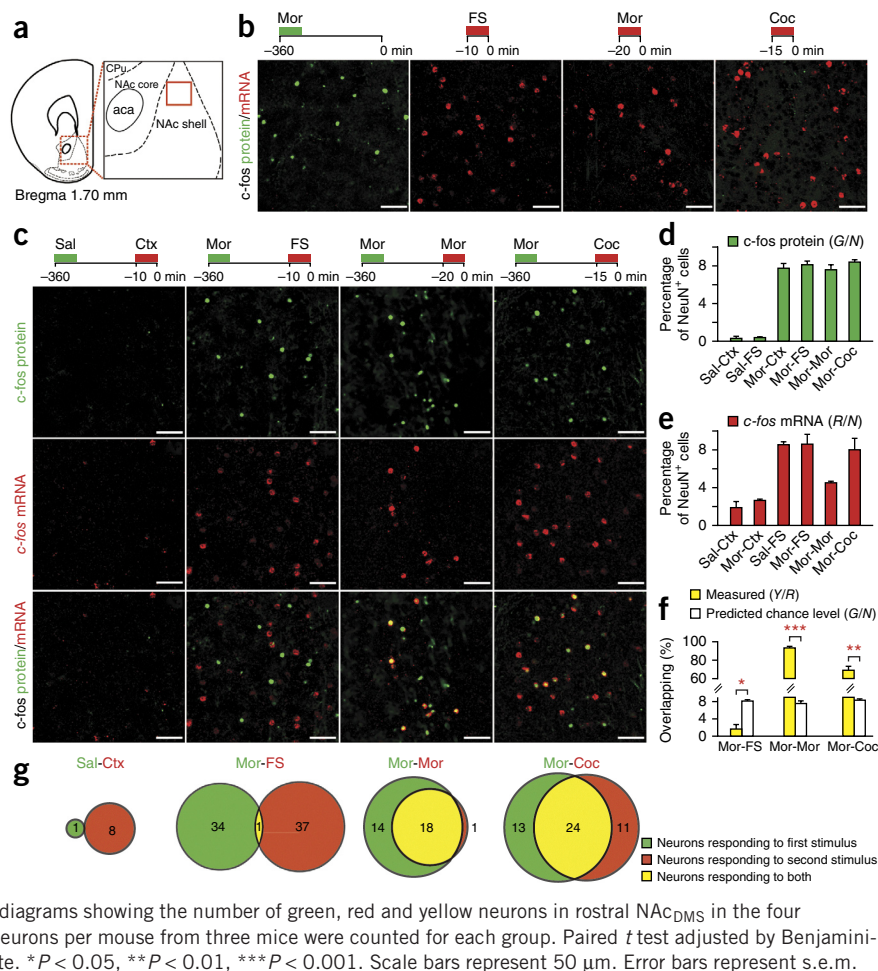 a
CPu
NAc core
aca
NAc shell
Bregma 1.70 mm
b
Mor FS Mor Coc
–360 0 min –10 0 min –20 0 min –15 0 min
c-fos protein/mRNA
c
Sal Ctx Mor FS Mor Mor Mor Coc
–360 –10 0 min –360 –10 0 min –360 –20 0 min –360 –15 0 min
c-fos protein
c-fos mRNA
c-fos protein/mRNA
d
c-fos protein (G/N)
Percentage
of NeuN+ cells
8
4
0
Sal-Ctx
Sal-FS
Mor-Ctx
Mor-FS
Mor-Mor
Mor-Coc
e
c-fos mRNA (R/N)
Percentage
of NeuN+ cells
8
4
0
Sal-Ctx
Mor-Ctx
Sal-FS
Mor-FS
Mor-Mor
Mor-Coc
f
Measured (Y/R)
Predicted chance level (G/N)
Overlapping (%)
100
80
60
8
4
0
*
***
**
Mor-FS Mor-Mor Mor-Coc
g
Sal-Ctx Mor-FS Mor-Mor Mor-Coc
1 8 34 1 37 14 18 1 13 24 11
Neurons responding to first stimulus
Neurons responding to second stimulus
Neurons responding to both
diagrams showing the number of green, red and yellow neurons in rostral NAcDMS in the four
eurons per mouse from three mice were counted for each group. Paired t test adjusted by Benjamini-
te. *P < 0.05, **P < 0.01, ***P < 0.001. Scale bars represent 50 μm. Error bars represent s.e.m.